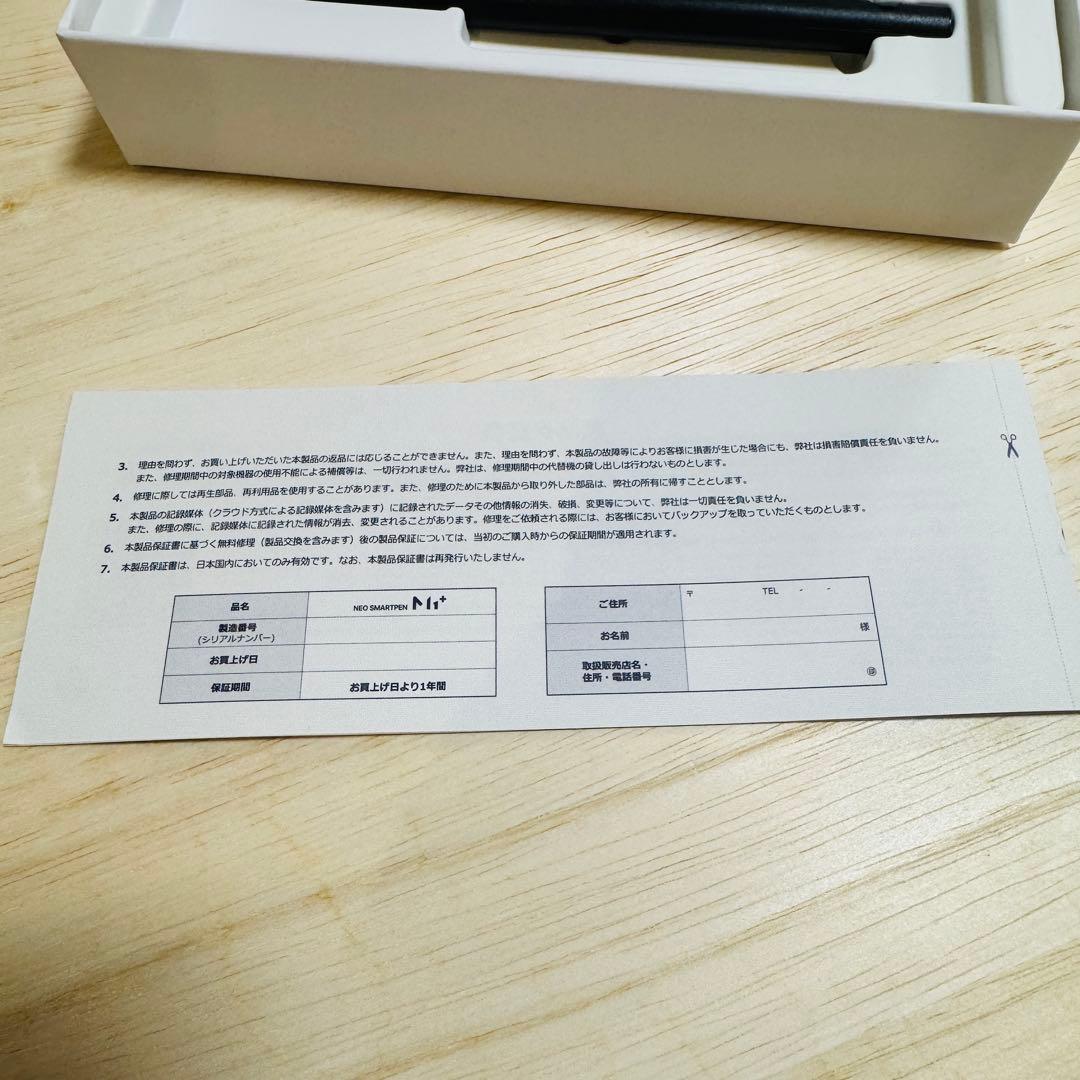 3. 理由を問わず、お買い上げいただいた本製品の返品には応じることができません。また、理由を問わず、本製品の故障等によりお客様に損害が生じた場合にも、弊社は損害賠償責任を負いません。
また、修理期間中の対象機器の使用不能による補償等は、一切行われません。弊社は、修理期間中の代替機の貸し出しは行わないものとします。
4. 修理に際しては再生部品、再利用品を使用することがあります。また、修理のために本製品から取り外した部品は、弊社の所有に帰すこととします。
5. 本製品の記録媒体（クラウド方式による記録媒体を含みます）に記録されたデータその他情報の消失、破損、変更等について、弊社は一切責任を負いません。
また、修理の際に、記録媒体に記録された情報が消去、変更されることがあります。修理をご依頼される際には、お客様においてバックアップを取っていただくものとします。
6. 本製品保証書に基づく無料修理（製品交換を含みます）後の製品保証については、当初のご購入時からの保証期間が適用されます。
7. 本製品保証書は、日本国内においてのみ有効です。なお、本製品保証書は再発行いたしません。
品名 NEO SMARTPEN M1+
製造番号
(シリアルナンバー)
お買上げ日
保証期間 お買上げ日より1年間
ご住所 〒 TEL - -
お名前 様
取扱販売店名・
住所・電話番号 ㊞